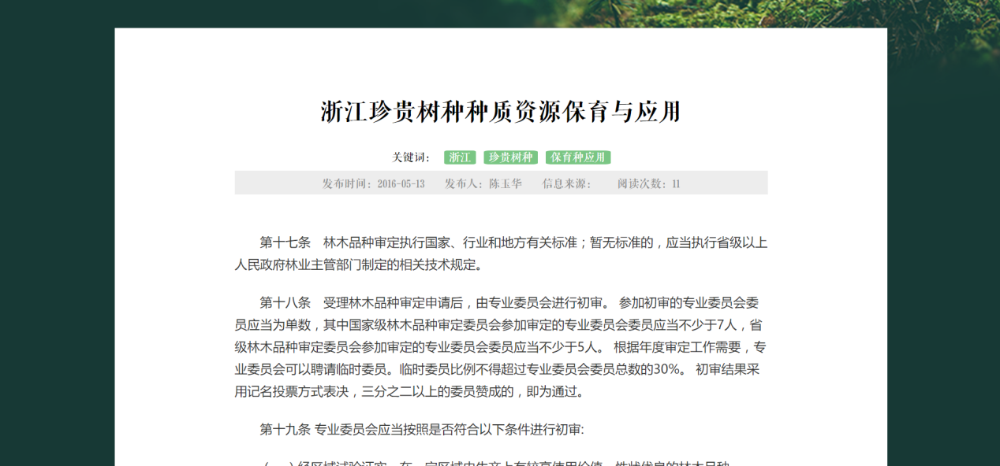 浙江珍贵树种种质资源保育与应用
关键词： 浙江 珍贵树种 保育种应用
发布时间：2016-05-13 发布人：陈玉华 信息来源： 阅读次数：11
第十七条 林木品种审定执行国家、行业和地方有关标准；暂无标准的，应当执行省级以上
人民政府林业主管部门制定的相关技术规定。
第十八条 受理林木品种审定申请后，由专业委员会进行初审。 参加初审的专业委员会委
员应当为单数，其中国家级林木品种审定委员会参加审定的专业委员会委员应当不少于7人，省
级林木品种审定委员会参加审定的专业委员会委员应当不少于5人。 根据年度审定工作需要，专
业委员会可以聘请临时委员。临时委员比例不得超过专业委员会委员总数的30%。 初审结果采
用记名投票方式表决，三分之二以上的委员赞成的，即为通过。
第十九条 专业委员会应当按照是否符合以下条件进行初审:
（一）经区域试验证实，在一定区域内生产上有较高使用价值、性状优良的林木品种